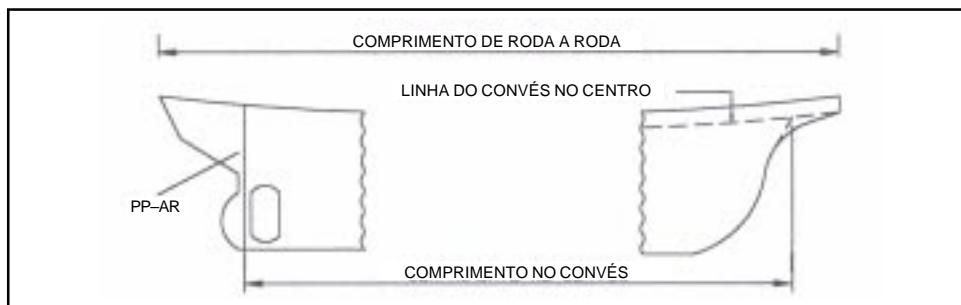 COMPRIMENTO DE RODA A RODA
LINHA DO CONVÉS NO CENTRO
PP–AR
COMPRIMENTO NO CONVÉS